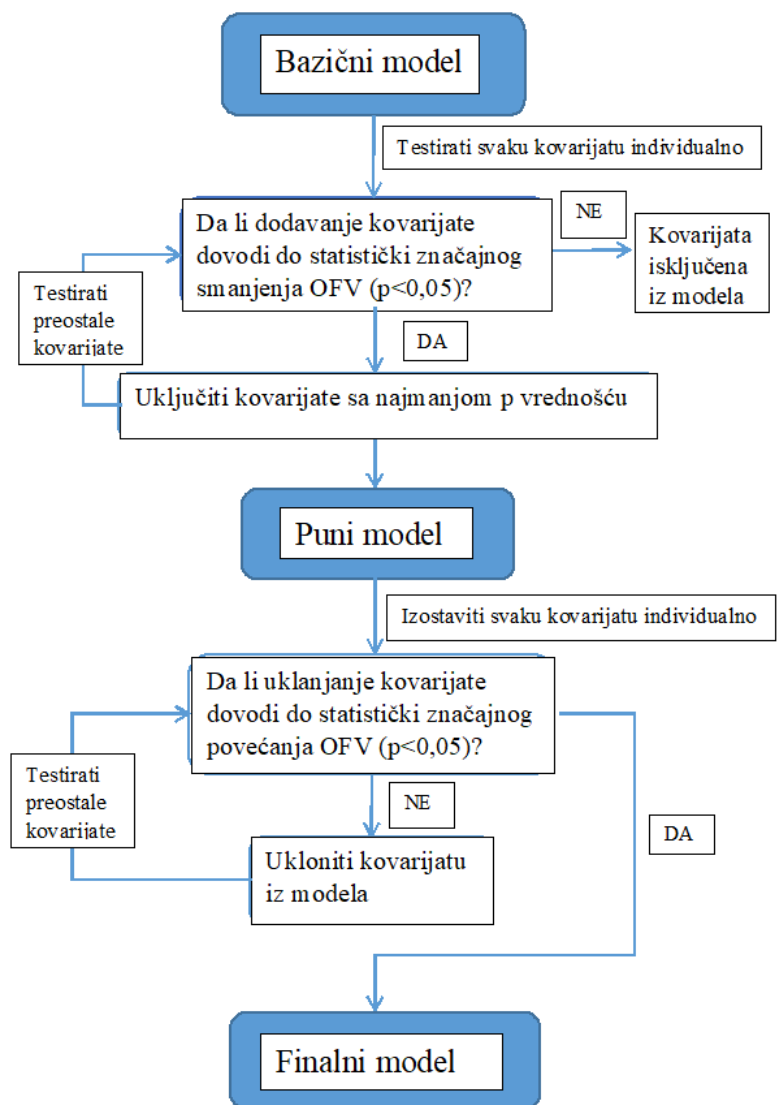 Bazični model
Testirati svaku kovarijatu individualno
Da li dodavanje kovarijate
dovodi do statistički značajnog
smanjenja OFV (p<0,05)?
NE
Kovarijata
isključena
iz modela
Testirati
preostale
kovarijate
DA
Uključiti kovarijate sa najmanjom p vrednošću
Puni model
Izostaviti svaku kovarijatu individualno
Da li uklanjanje kovarijate
dovodi do statistički značajnog
povećanja OFV (p<0,05)?
Testirati
preostale
kovarijate
NE
DA
Ukloniti kovarijatu
iz modela
Finalni model